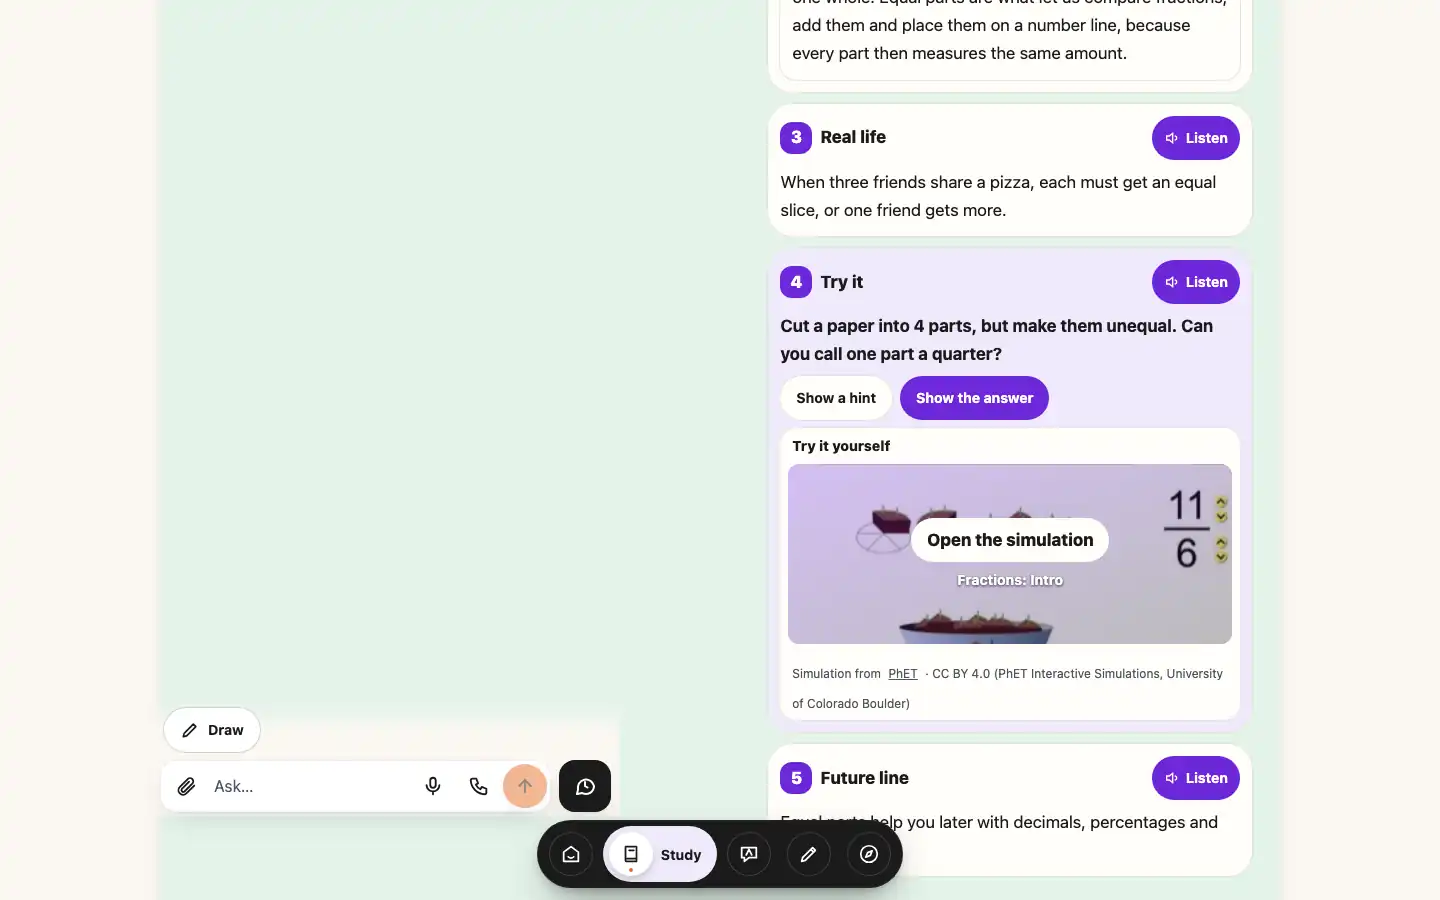 add them and place them on a number line, because
every part then measures the same amount.
3 Real life
Listen
When three friends share a pizza, each must get an equal
slice, or one friend gets more.
4 Try it
Listen
Cut a paper into 4 parts, but make them unequal. Can
you call one part a quarter?
Show a hint
Show the answer
Try it yourself
11
6
Open the simulation
Fractions: Intro
Simulation from PhET · CC BY 4.0 (PhET Interactive Simulations, University
of Colorado Boulder)
5 Future line
Listen
Equal parts help you later with decimals, percentages and
Draw
Ask...
Study